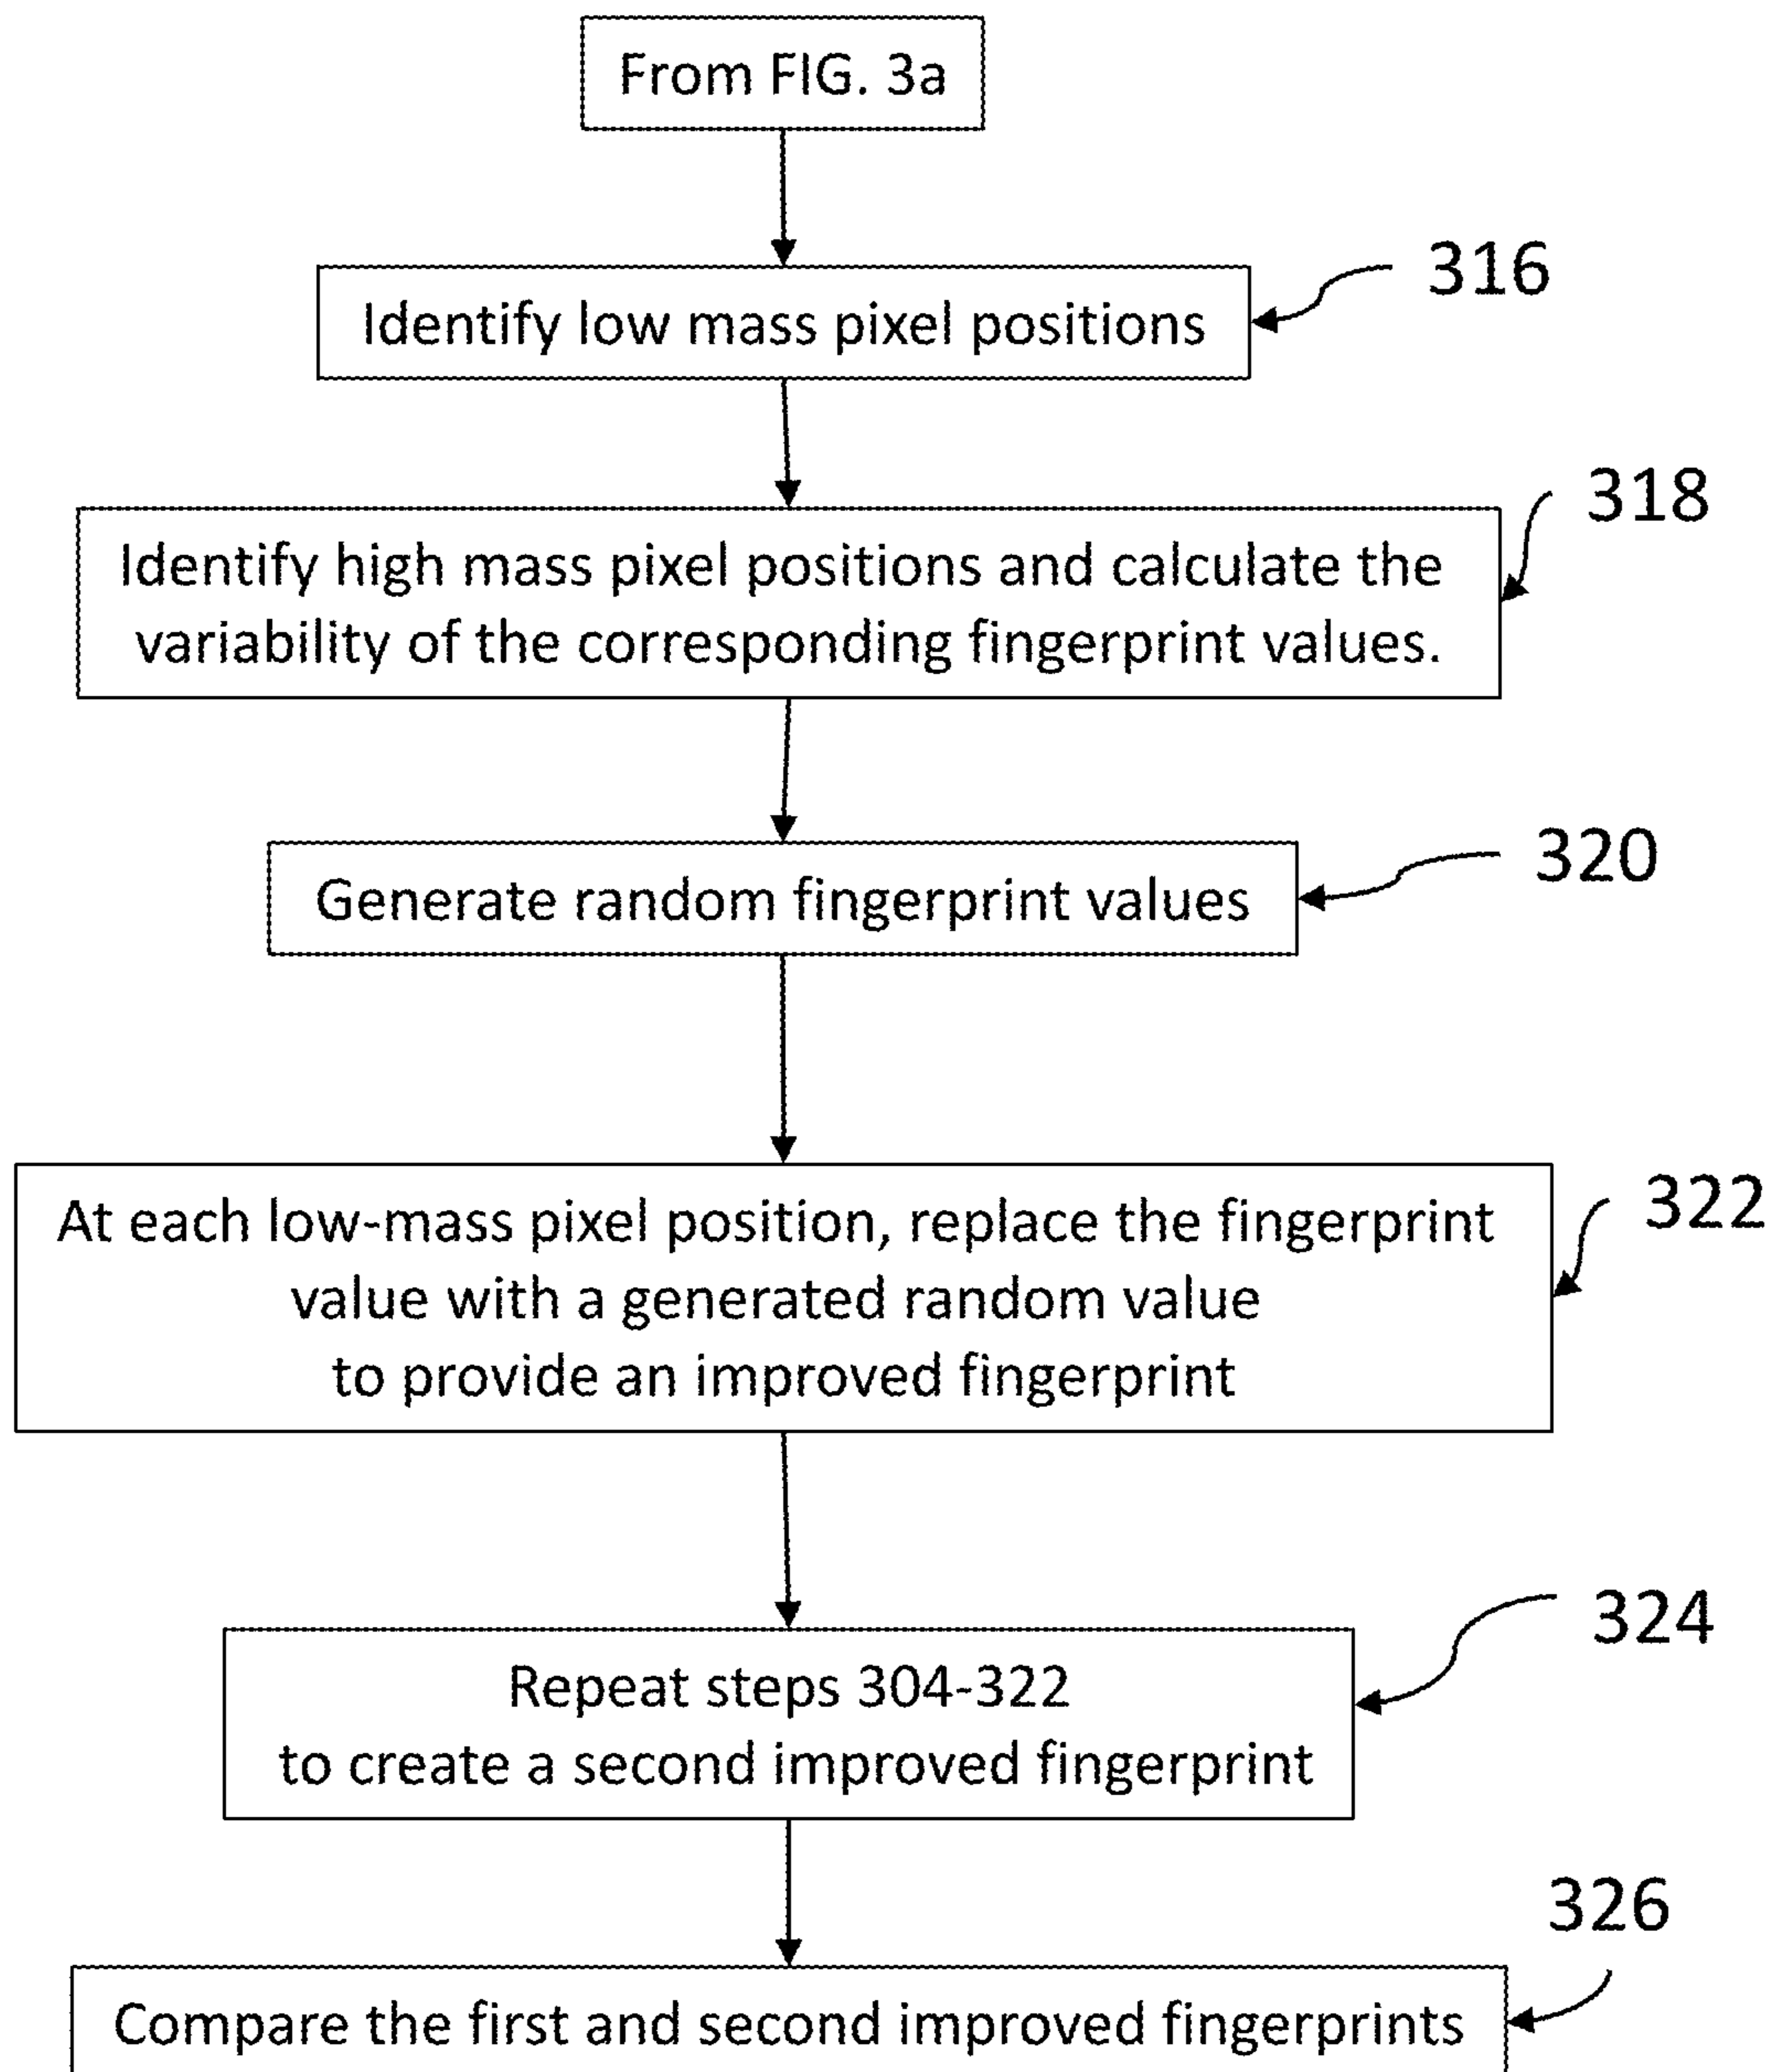 From FIG. 3a
316
Identify low mass pixel positions
318
Identify high mass pixel positions and calculate the
variability of the corresponding fingerprint values.
320
Generate random fingerprint values
322
At each low-mass pixel position, replace the fingerprint
value with a generated random value
to provide an improved fingerprint
324
Repeat steps 304-322
to create a second improved fingerprint
326
Compare the first and second improved fingerprints